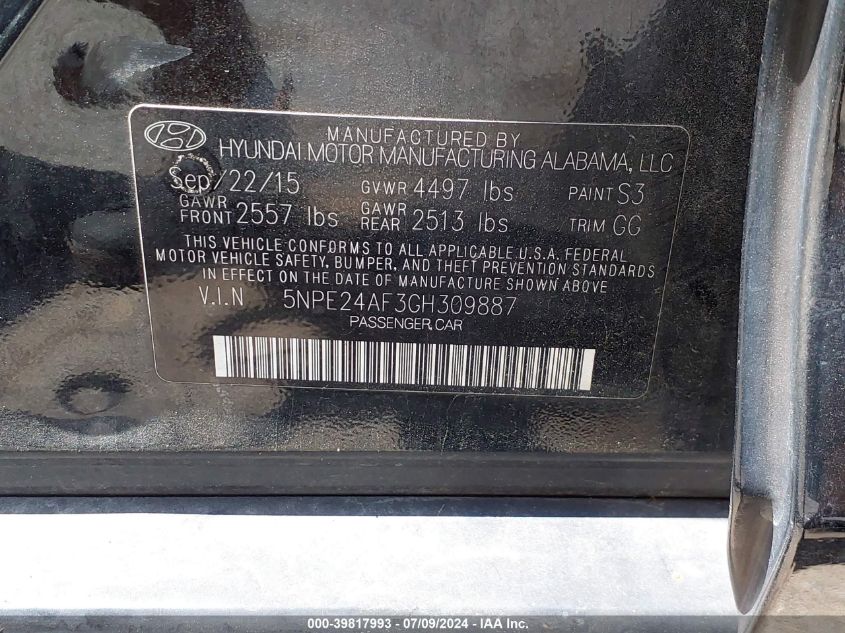 MANUFACTURED BY
HYUNDAI MOTOR MANUFACTURING ALABAMA, LLC
Sep/22/15 GVWR 4497 lbs PAINT S3
GAWR FRONT 2557 lbs GAWR REAR 2513 lbs TRIM GG
THIS VEHICLE CONFORMS TO ALL APPLICABLE U.S.A. FEDERAL
MOTOR VEHICLE SAFETY, BUMPER, AND THEFT PREVENTION STANDARDS
IN EFFECT ON THE DATE OF MANUFACTURE SHOWN ABOVE
V.I.N 5NPE24AF3GH309887
PASSENGER CAR
000-39817993 - 07/09/2024 - IAA Inc.